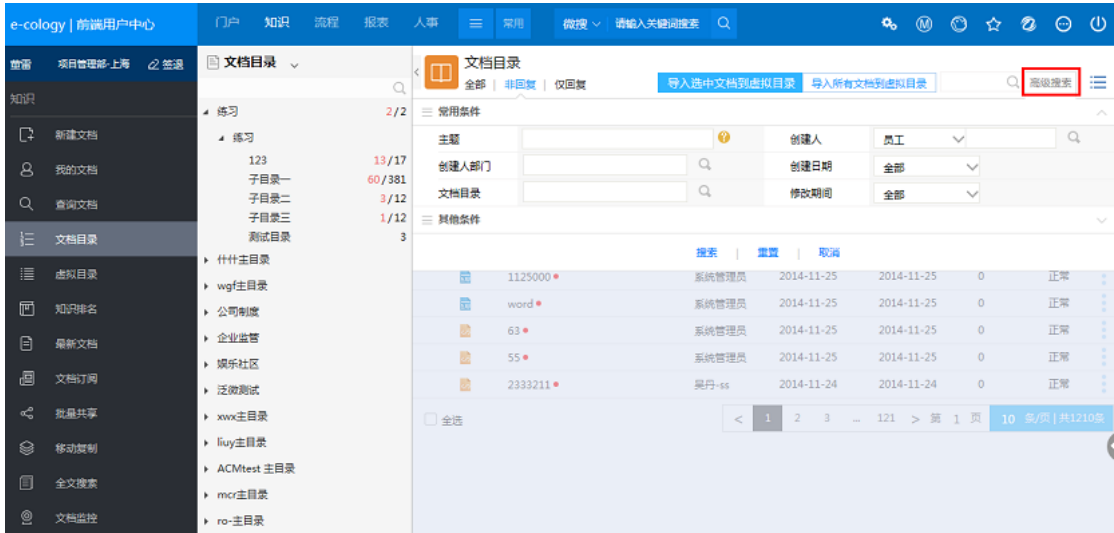 e-cology | 前端用户中心 门户 知识 流程 报表 人事 常用 微搜 请输入关键词搜索
董雷 项目管理部-上海 签退
知识
新建文档
我的文档
查询文档
文档目录
虚拟目录
知识排名
最新文档
文档订阅
批量共享
移动复制
全文搜索
文档监控
文档目录
练习 2/2
练习
123 13/17
子目录一 60/381
子目录二 3/12
子目录三 1/12
测试目录 3
什什主目录
wgf主目录
公司制度
企业监管
娱乐社区
泛微测试
xwx主目录
liuy主目录
ACMtest 主目录
mcr主目录
ro-主目录
文档目录
全部 | 非回复 | 仅回复 导入选中文档到虚拟目录 导入所有文档到虚拟目录 高级搜索
常用条件
主题 创建人 员工
创建人部门 创建日期 全部
文档目录 修改期间 全部
其他条件
搜索 | 重置 | 取消
1125000 系统管理员 2014-11-25 2014-11-25 0 正常
word 系统管理员 2014-11-25 2014-11-25 0 正常
63 系统管理员 2014-11-25 2014-11-25 0 正常
55 系统管理员 2014-11-25 2014-11-25 0 正常
2333211 吴丹-ss 2014-11-24 2014-11-24 0 正常
全选 < 1 2 3 ... 121 > 第 1 页 10 条/页 | 共1210条